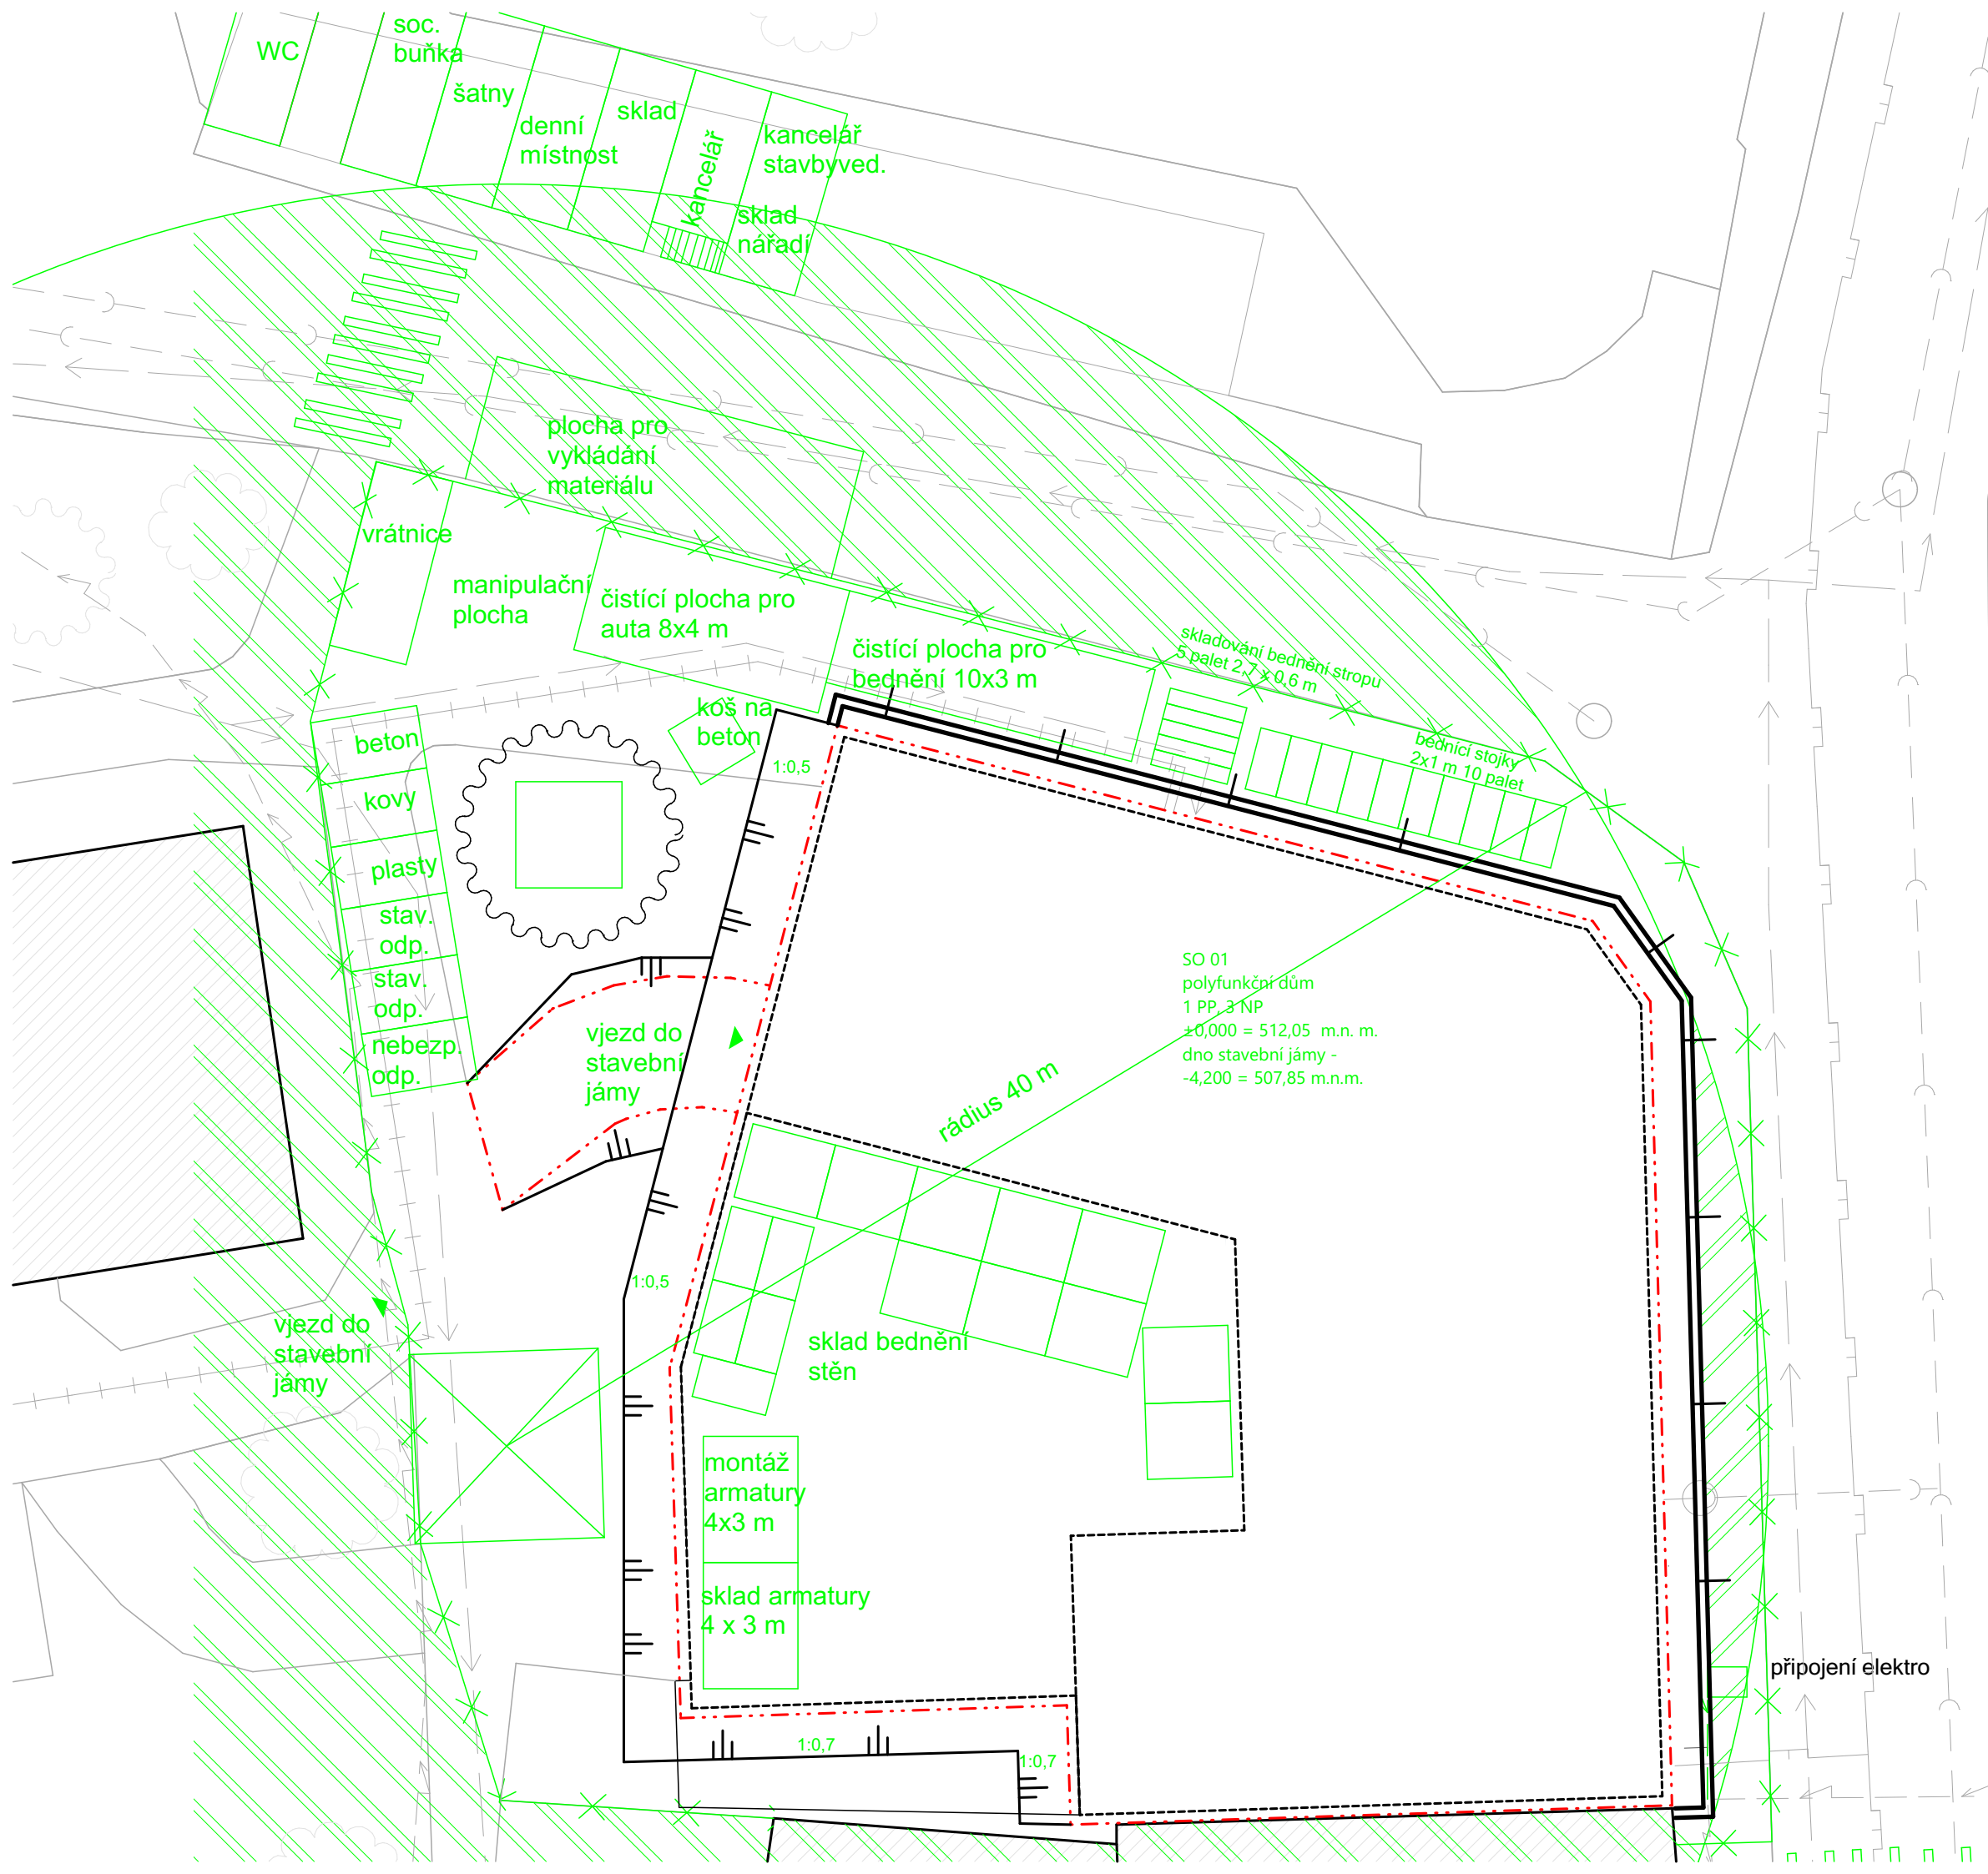 WC
soc.
buňka
šatny
denní
místnost
sklad
kancelář
kancelář
stavbyved.
sklad
nářadí
plocha pro
vykládání
materiálu
vrátnice
manipulační
plocha
čistící plocha pro
auta 8x4 m
čistící plocha pro
bednění 10x3 m
skladování bednění stropu
5 palet 2,7 x 0,6 m
bednící stojky
2x1 m 10 palet
koš na
beton
1:0,5
beton
kovy
plasty
stav.
odp.
stav.
odp.
nebezp.
odp.
vjezd do
stavební
jámy
SO 01
polyfunkční dům
1 PP, 3 NP
±0,000 = 512,05 m.n. m.
dno stavební jámy -
-4,200 = 507,85 m.n.m.
rádius 40 m
1:0,5
vjezd do
stavební
jámy
sklad bednění
stěn
montáž
armatury
4x3 m
sklad armatury
4 x 3 m
připojení elektro
1:0,7
1:0,7